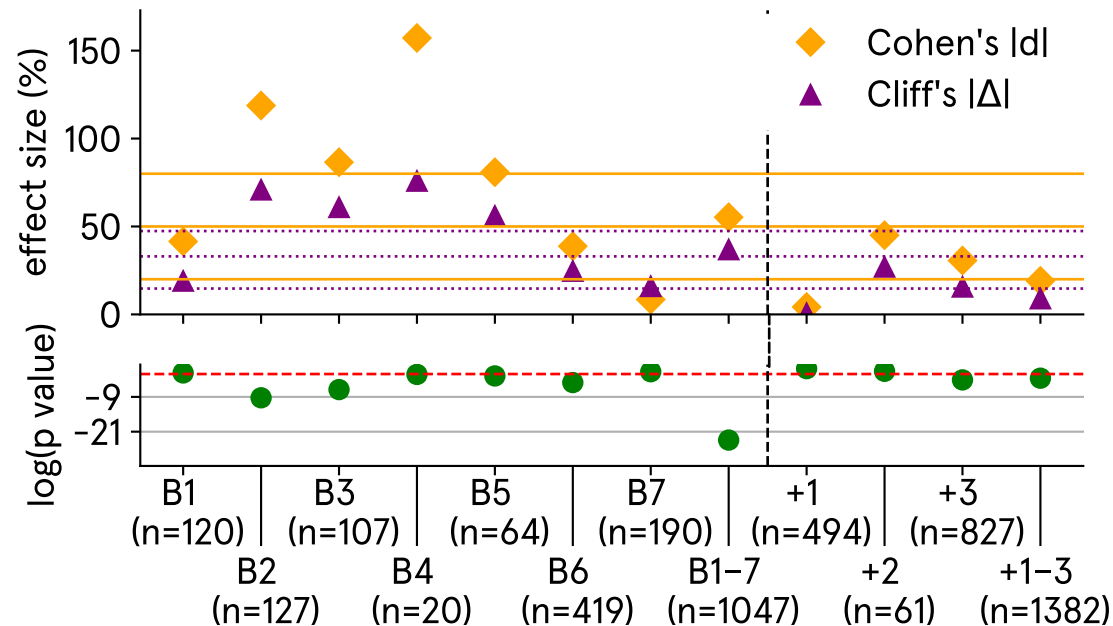 effect size (%)
150
100
50
0
Cohen's |d|
Cliff's |Δ|
log(p value)
−9
−21
B1
(n=120)
B2
(n=127)
B3
(n=107)
B4
(n=20)
B5
(n=64)
B6
(n=419)
B7
(n=190)
B1−7
(n=1047)
+1
(n=494)
+2
(n=61)
+3
(n=827)
+1−3
(n=1382)